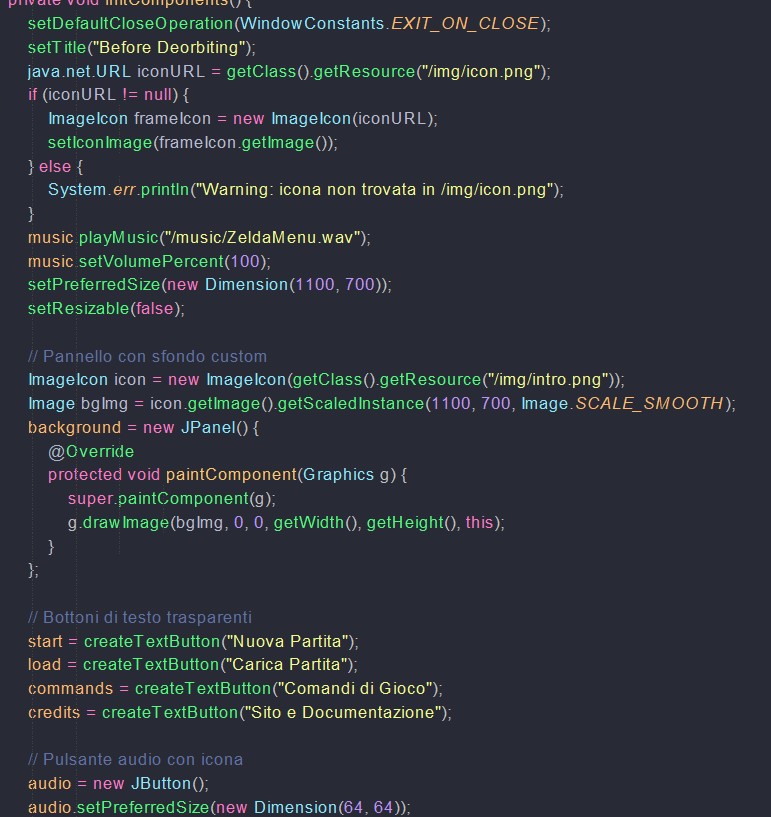 private void initComponents() {
setDefaultCloseOperation(WindowConstants.EXIT_ON_CLOSE);
setTitle("Before Deorbiting");
java.net.URL iconURL = getClass().getResource("/img/icon.png");
if (iconURL != null) {
ImageIcon frameIcon = new ImageIcon(iconURL);
setIconImage(frameIcon.getImage());
} else {
System.err.println("Warning: icona non trovata in /img/icon.png");
}
music.playMusic("/music/ZeldaMenu.wav");
music.setVolumePercent(100);
setPreferredSize(new Dimension(1100, 700));
setResizable(false);
// Pannello con sfondo custom
ImageIcon icon = new ImageIcon(getClass().getResource("/img/intro.png"));
Image bgImg = icon.getImage().getScaledInstance(1100, 700, Image.SCALE_SMOOTH);
background = new JPanel() {
@Override
protected void paintComponent(Graphics g) {
super.paintComponent(g);
g.drawImage(bgImg, 0, 0, getWidth(), getHeight(), this);
}
};
// Bottoni di testo trasparenti
start = createTextButton("Nuova Partita");
load = createTextButton("Carica Partita");
commands = createTextButton("Comandi di Gioco");
credits = createTextButton("Sito e Documentazione");
// Pulsante audio con icona
audio = new JButton();
audio.setPreferredSize(new Dimension(64, 64));